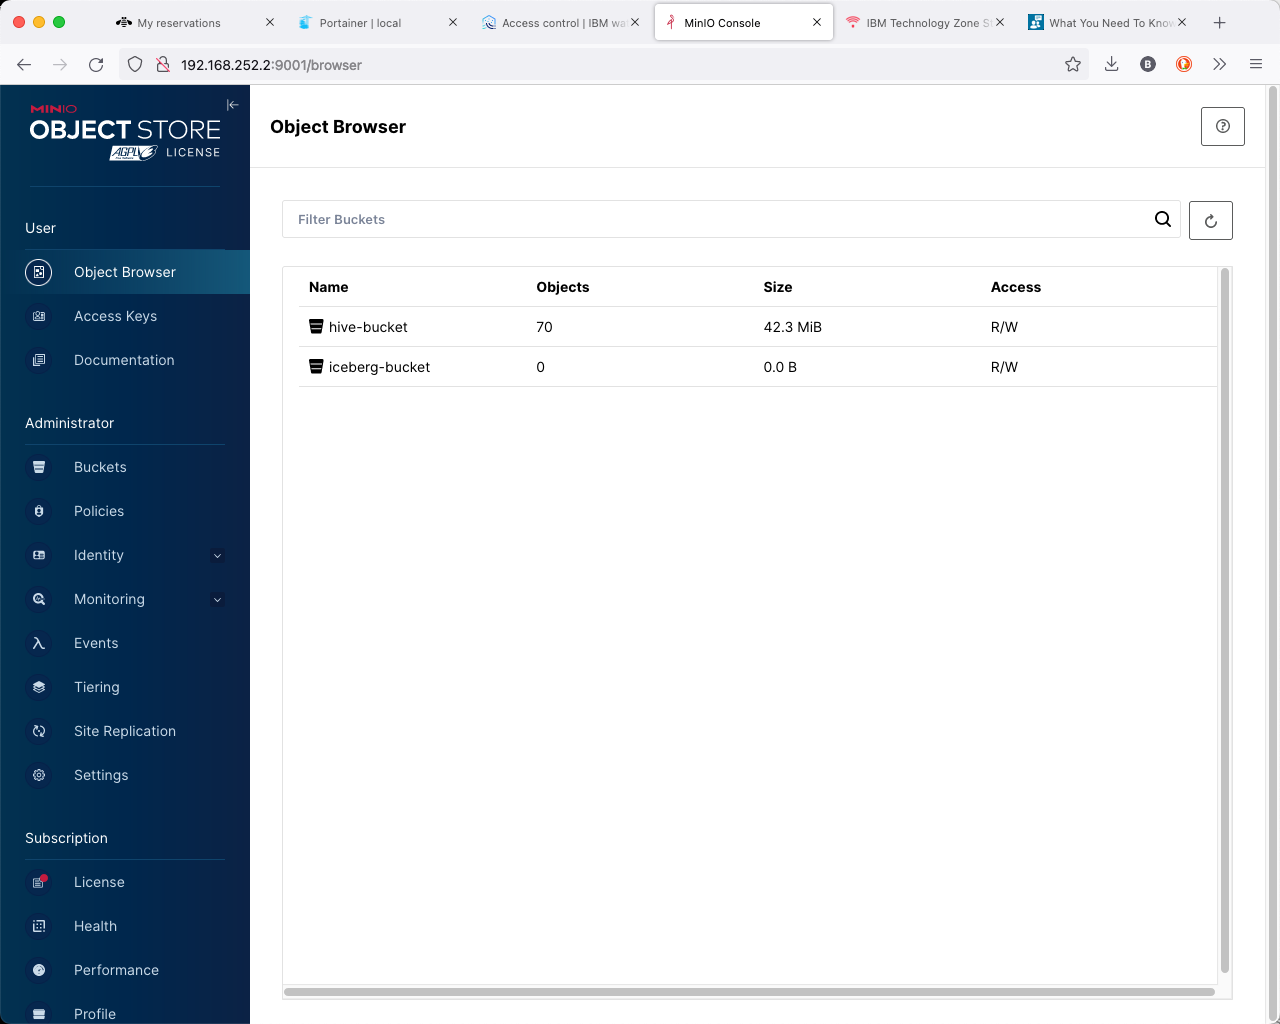 My reservations
Portainer | local
Access control | IBM wa
MinIO Console
IBM Technology Zone S
What You Need To Know
192.168.252.2:9001/browser
B
MINIO
OBJECT STORE
AGPL v3 LICENSE
User
Object Browser
Access Keys
Documentation
Administrator
Buckets
Policies
Identity
Monitoring
Events
Tiering
Site Replication
Settings
Subscription
License
Health
Performance
Profile
Object Browser
Filter Buckets
Name Objects Size Access
hive-bucket 70 42.3 MiB R/W
iceberg-bucket 0 0.0 B R/W